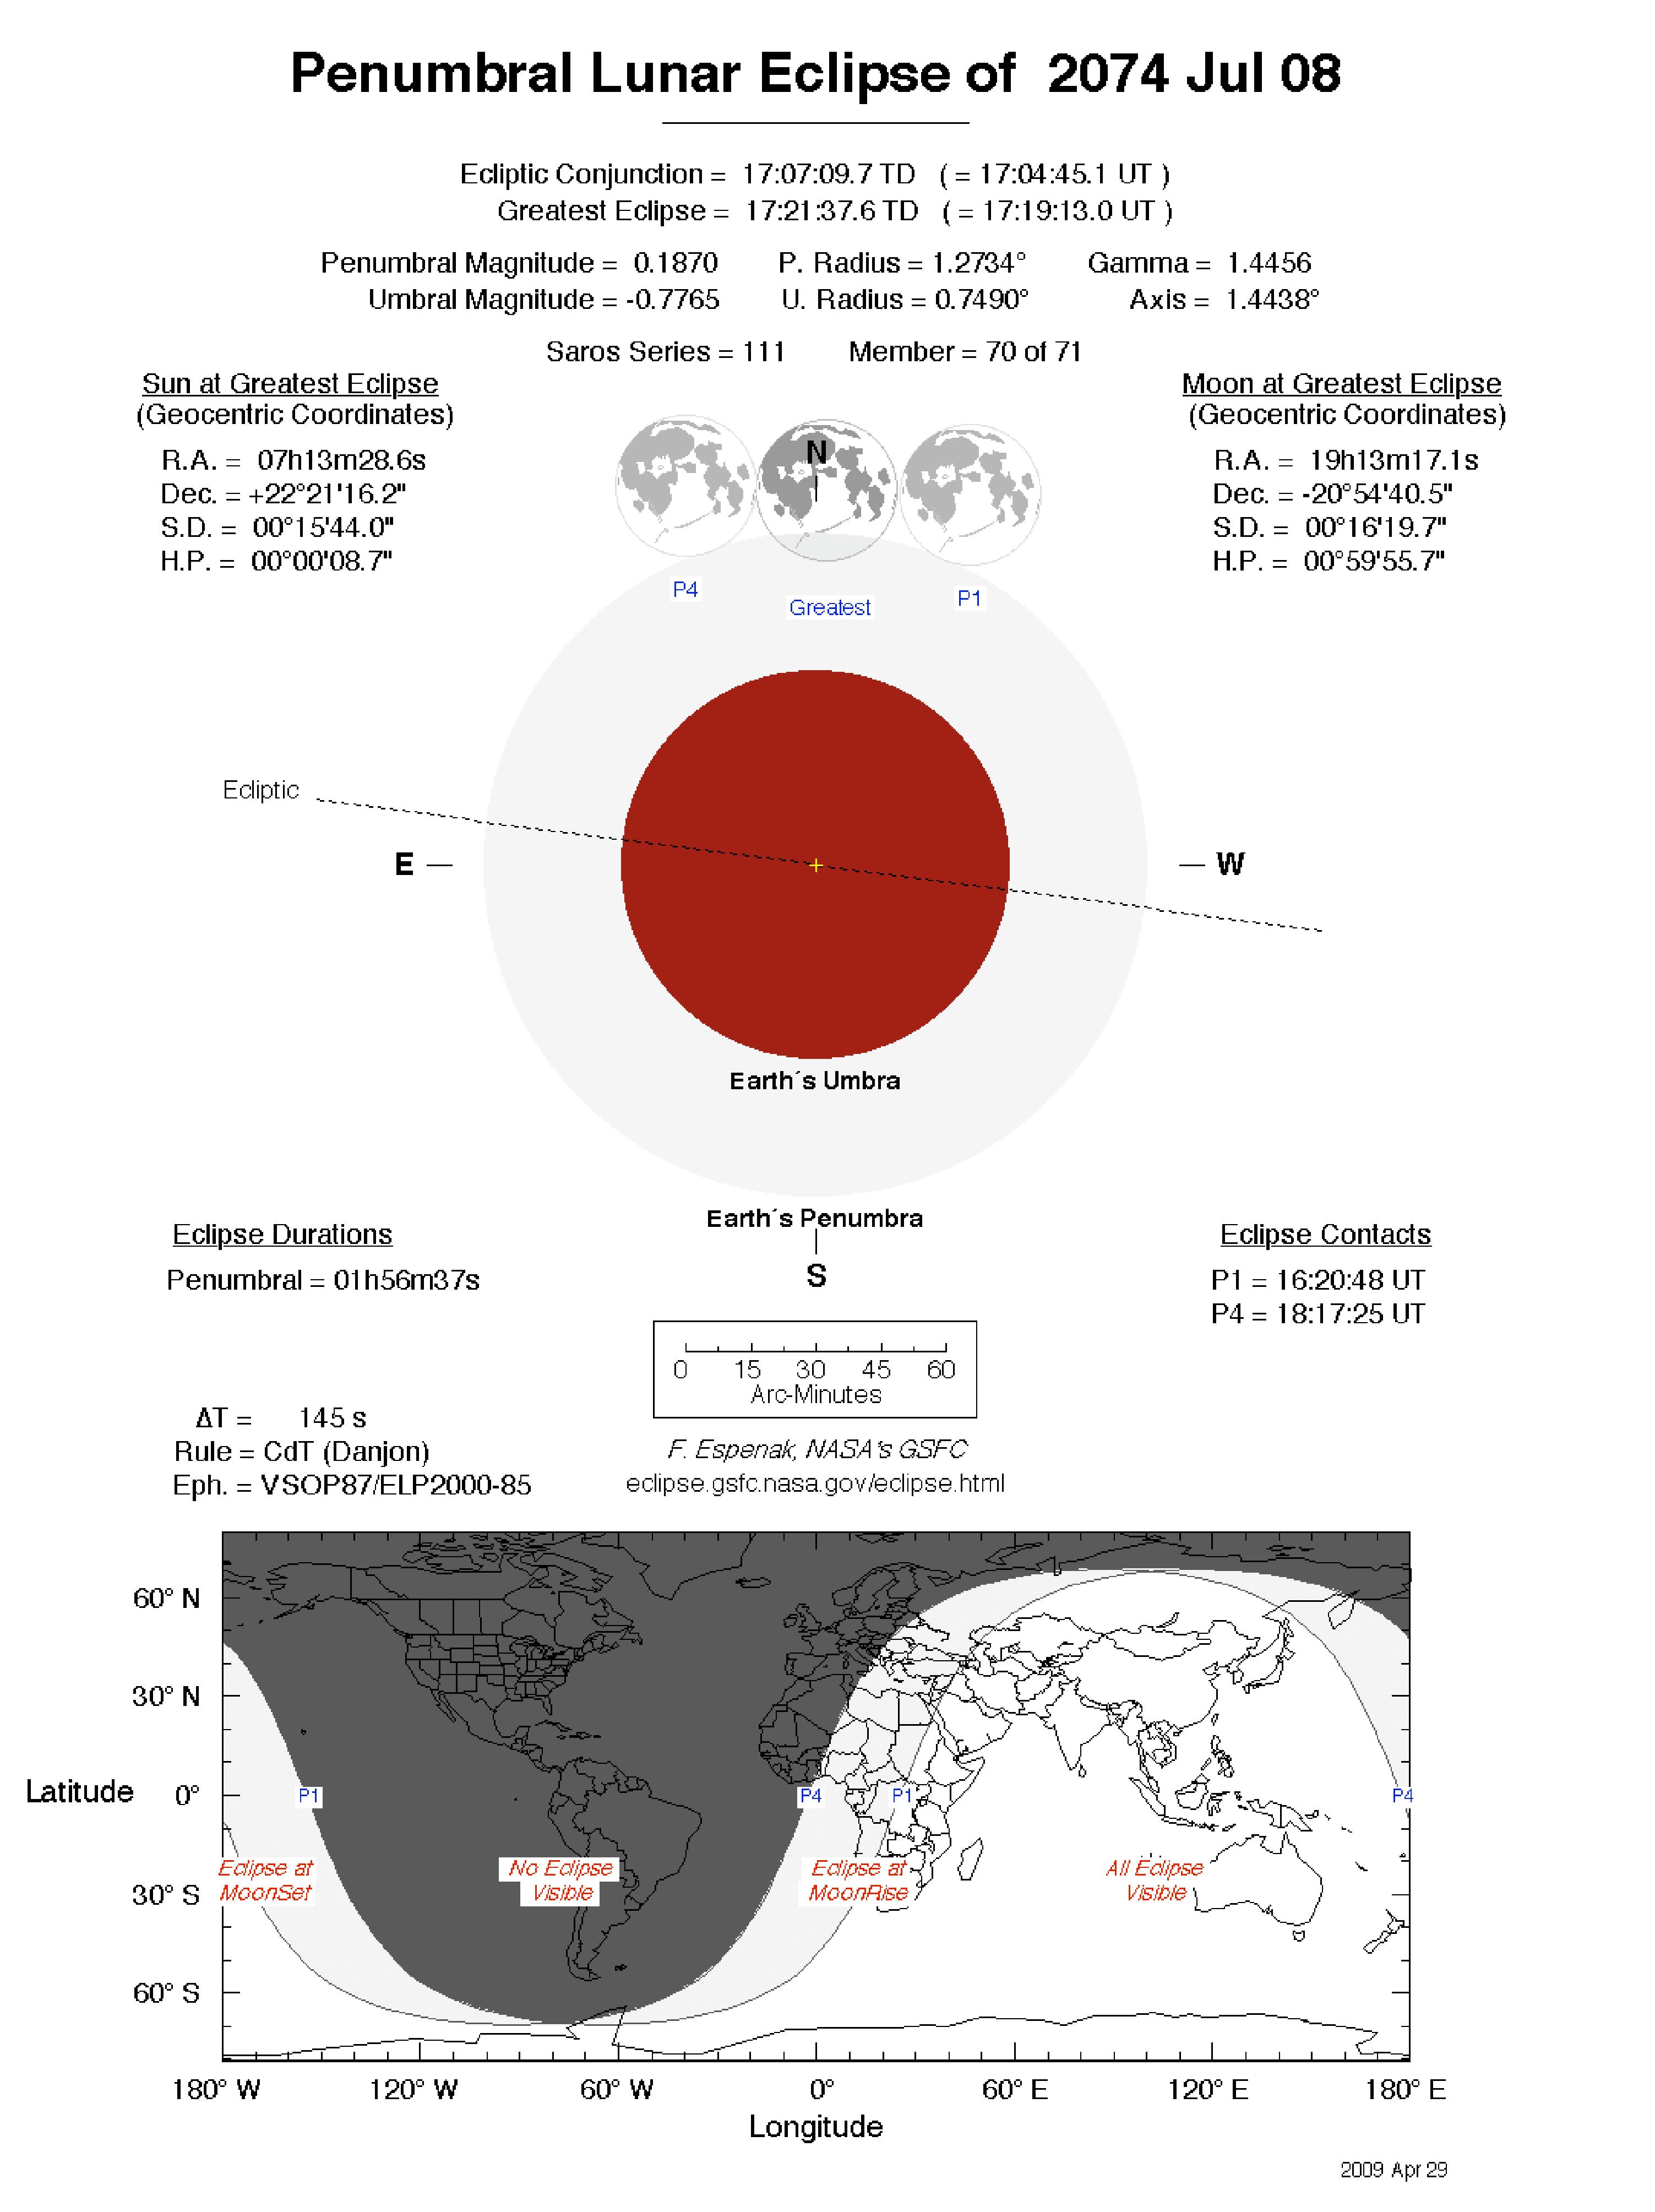 Penumbral Lunar Eclipse of 2074 Jul 08
Ecliptic Conjunction = 17:07:09.7 TD ( = 17:04:45.1 UT )
Greatest Eclipse = 17:21:37.6 TD ( = 17:19:13.0 UT )
Penumbral Magnitude = 0.1870 P. Radius = 1.2734° Gamma = 1.4456
Umbral Magnitude = -0.7765 U. Radius = 0.7490° Axis = 1.4438°
Saros Series = 111 Member = 70 of 71
Sun at Greatest Eclipse
(Geocentric Coordinates)
R.A. = 07h13m28.6s
Dec. = +22°21'16.2"
S.D. = 00°15'44.0"
H.P. = 00°00'08.7"
Moon at Greatest Eclipse
(Geocentric Coordinates)
R.A. = 19h13m17.1s
Dec. = -20°54'40.5"
S.D. = 00°16'19.7"
H.P. = 00°59'55.7"
N
P4
Greatest
P1
Ecliptic
E
W
Earth´s Umbra
Earth´s Penumbra
S
Eclipse Durations
Penumbral = 01h56m37s
Eclipse Contacts
P1 = 16:20:48 UT
P4 = 18:17:25 UT
0 15 30 45 60
Arc-Minutes
ΔT = 145 s
Rule = CdT (Danjon)
Eph. = VSOP87/ELP2000-85
F. Espenak, NASA's GSFC
eclipse.gsfc.nasa.gov/eclipse.html
60° N
30° N
Latitude 0°
30° S
60° S
P1
P4
P1
P4
Eclipse at
MoonSet
No Eclipse
Visible
Eclipse at
MoonRise
All Eclipse
Visible
180° W 120° W 60° W 0° 60° E 120° E 180° E
Longitude
2009 Apr 29